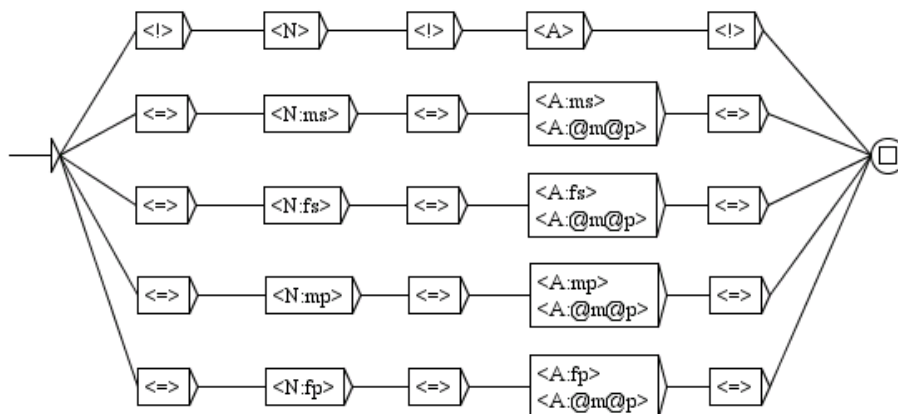 <!> <N> <!> <A> <!>
<A:ms>
<=> <N:ms> <=> <=>
<A:@m@p>
<A:fs>
<=> <N:fs> <=> <=>
<A:@m@p>
<A:mp>
<=> <N:mp> <=> <=>
<A:@m@p>
<A:fp>
<=> <N:fp> <=> <=>
<A:@m@p>